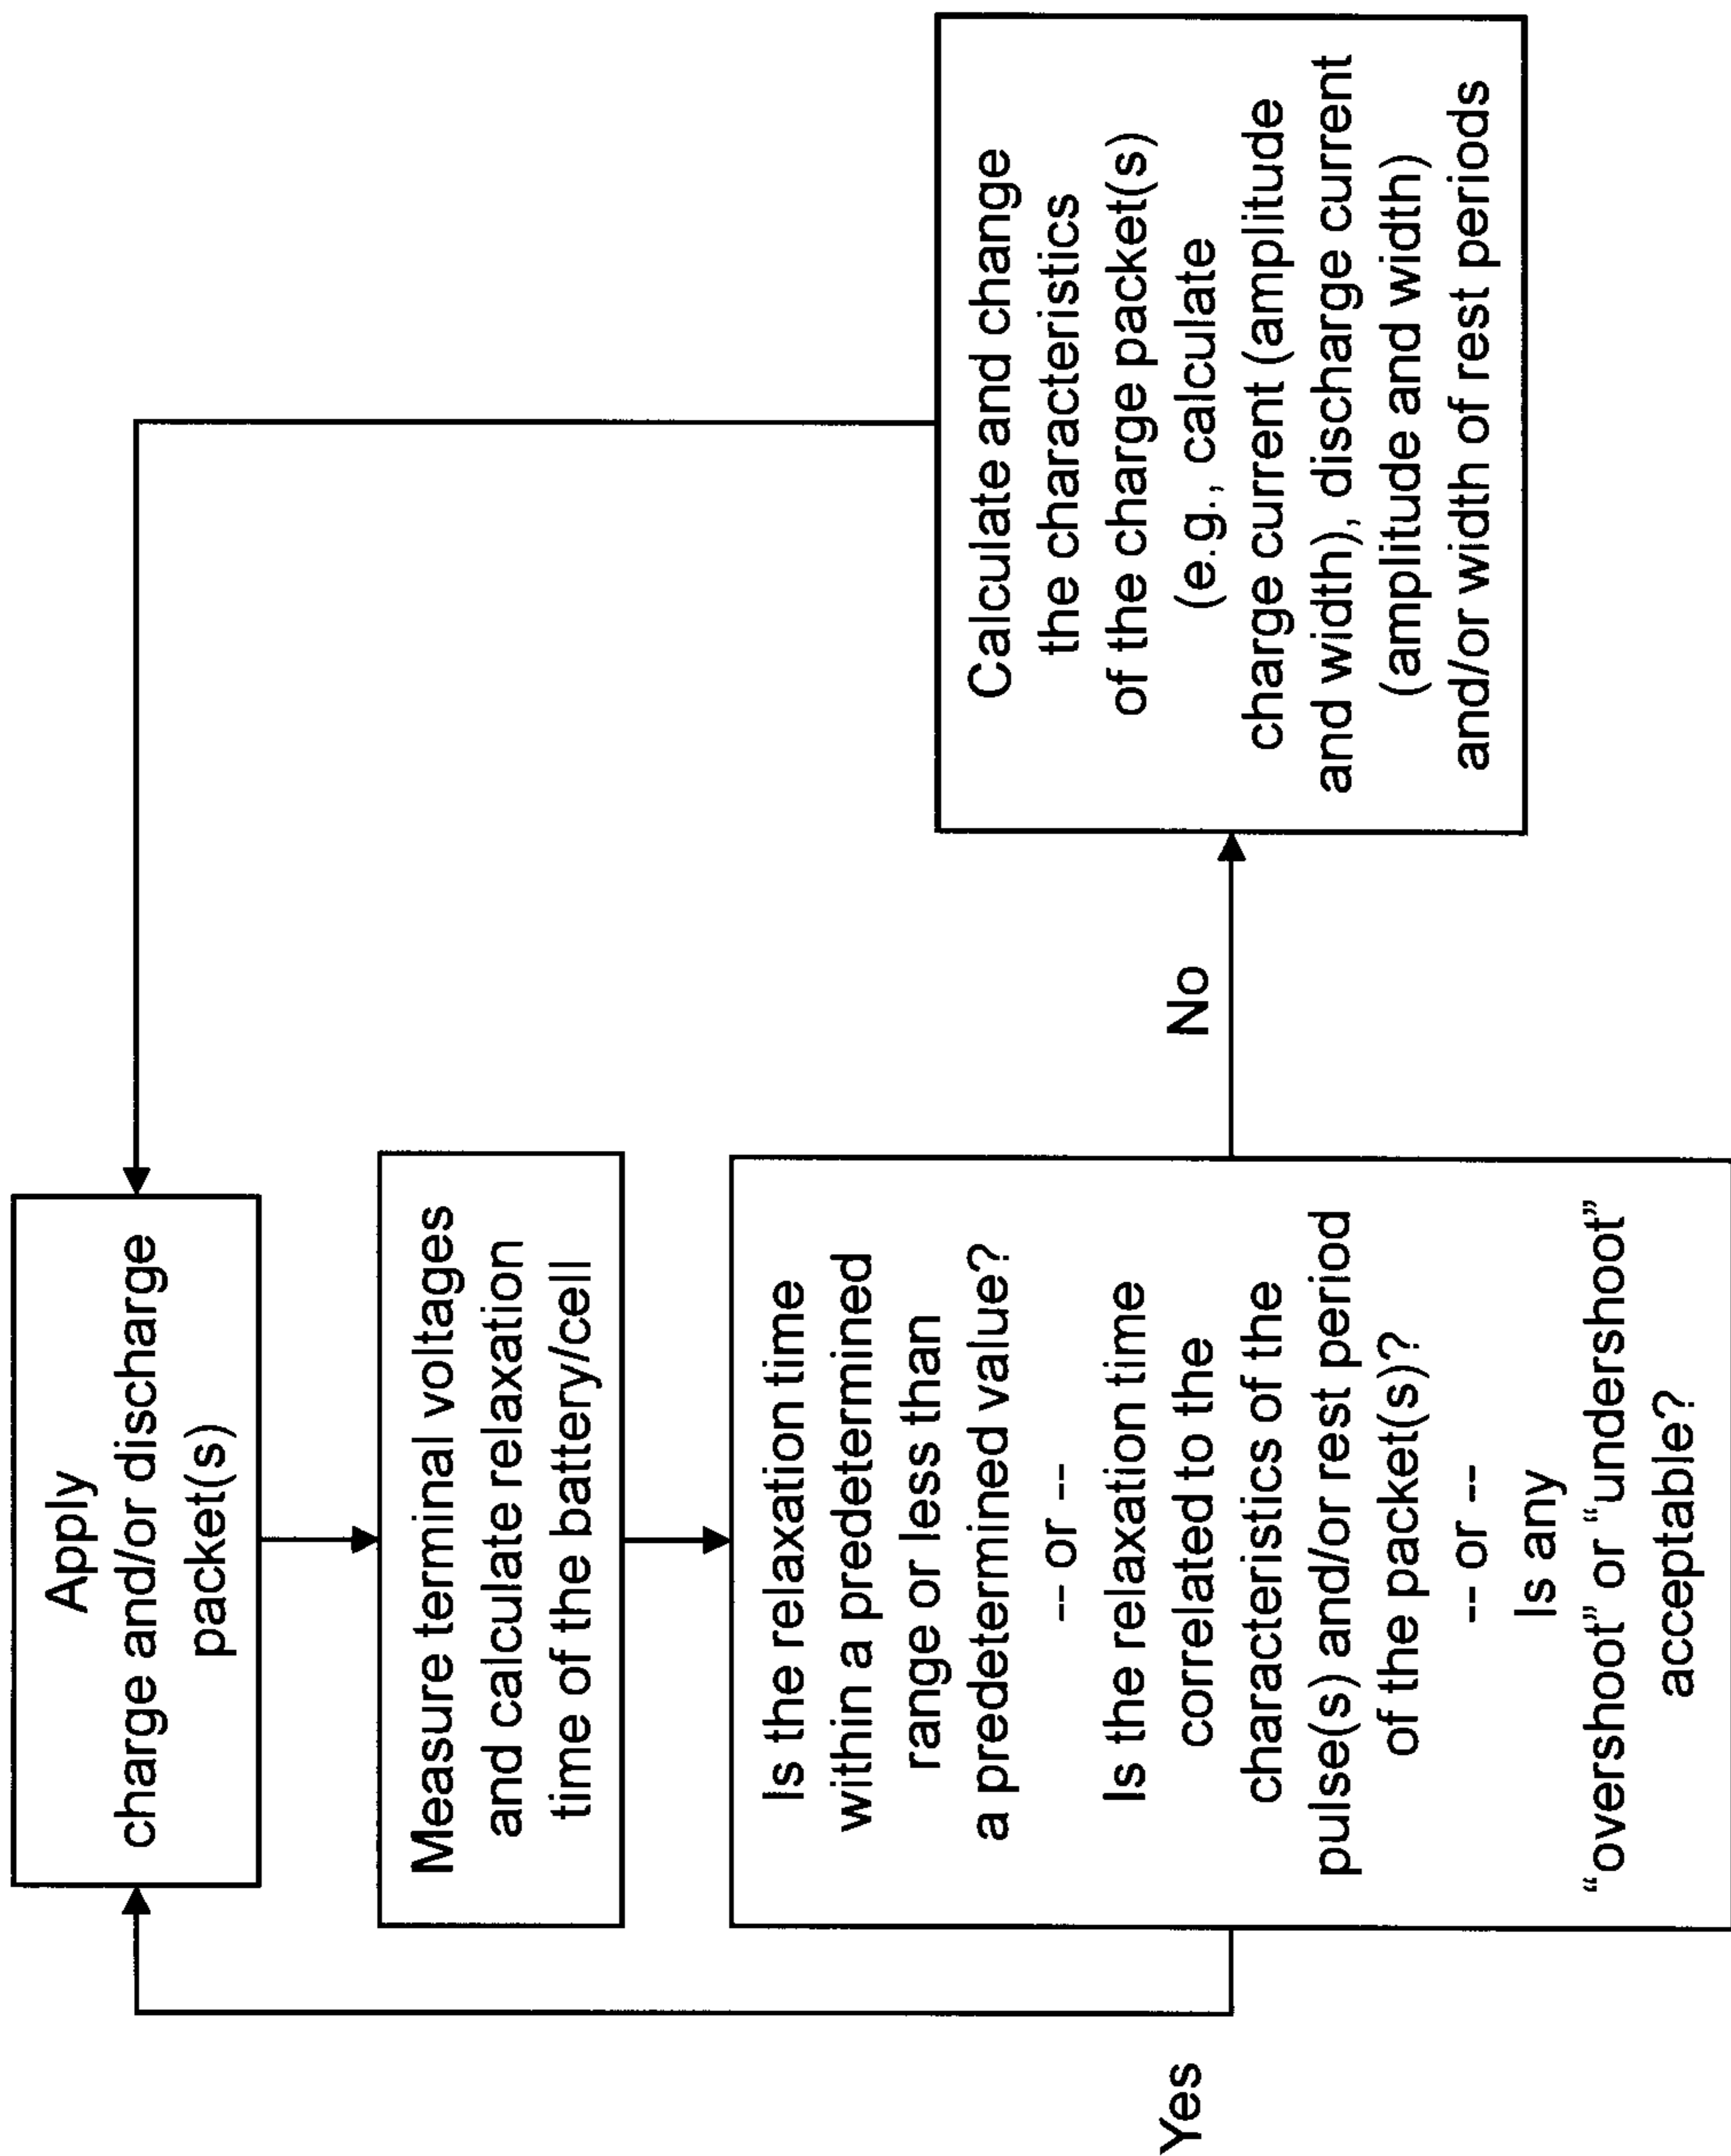 Apply
charge and/or discharge
packet(s)
Measure terminal voltages
and calculate relaxation
time of the battery/cell
Is the relaxation time
within a predetermined
range or less than
a predetermined value?
-- or --
Is the relaxation time
correlated to the
characteristics of the
pulse(s) and/or rest period
of the packet(s)?
-- or --
Is any
“overshoot” or “undershoot”
acceptable?
Yes
No
Calculate and change
the characteristics
of the charge packet(s)
(e.g., calculate
charge current (amplitude
and width), discharge current
(amplitude and width)
and/or width of rest periods